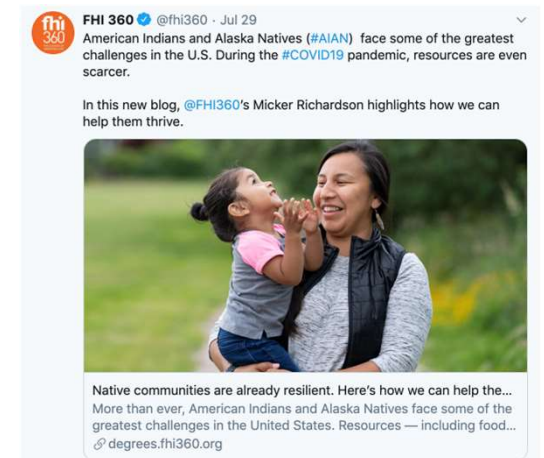 fhi
360
FHI 360 @fhi360 · Jul 29
American Indians and Alaska Natives (#AIAN)  face some of the greatest
challenges in the U.S. During the #COVID19 pandemic, resources are even
scarcer.
In this new blog, @FHI360's Micker Richardson highlights how we can
help them thrive.
Native communities are already resilient. Here's how we can help the...
More than ever, American Indians and Alaska Natives face some of the
greatest challenges in the United States. Resources — including food...
degrees.fhi360.org